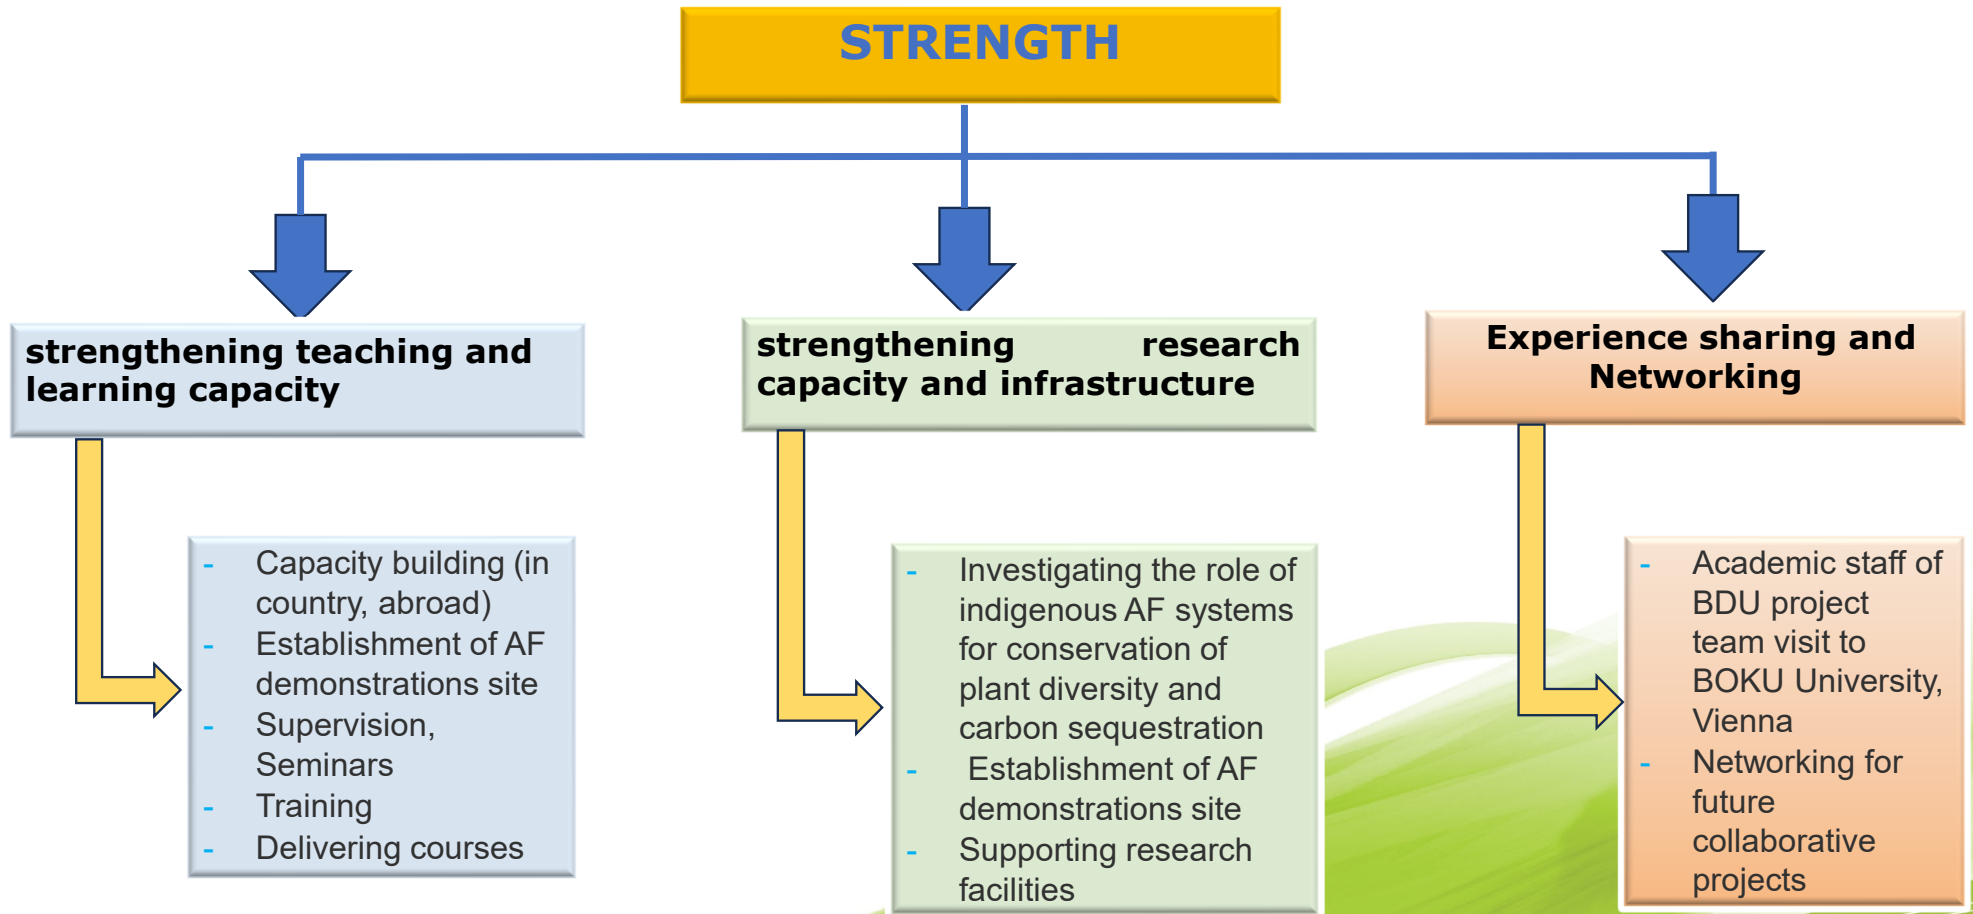 STRENGTH
strengthening teaching and
learning capacity
strengthening research
capacity and infrastructure
Experience sharing and
Networking
- Capacity building (in
country, abroad)
- Establishment of AF
demonstrations site
- Supervision,
Seminars
- Training
- Delivering courses
- Investigating the role of
indigenous AF systems
for conservation of
plant diversity and
carbon sequestration
- Establishment of AF
demonstrations site
- Supporting research
facilities
- Academic staff of
BDU project
team visit to
BOKU University,
Vienna
- Networking for
future
collaborative
projects